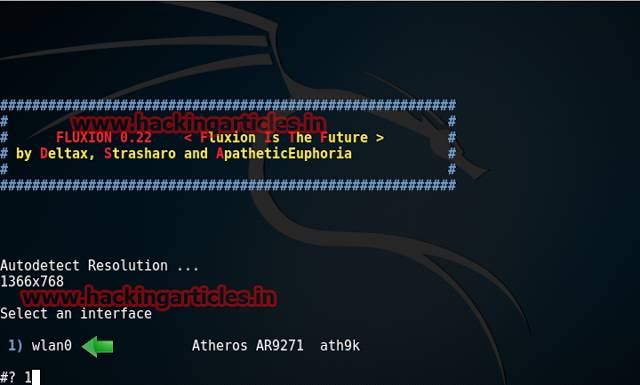 #########################################################
# #
www.hackingarticles.in
# FLUXION 0.22 < Fluxion Is The Future > #
# by Deltax, Strasharo and ApatheticEuphoria #
# #
#########################################################
Autodetect Resolution ...
1366x768
www.hackingarticles.in
Select an interface
1) wlan0 Atheros AR9271 ath9k
#? 1